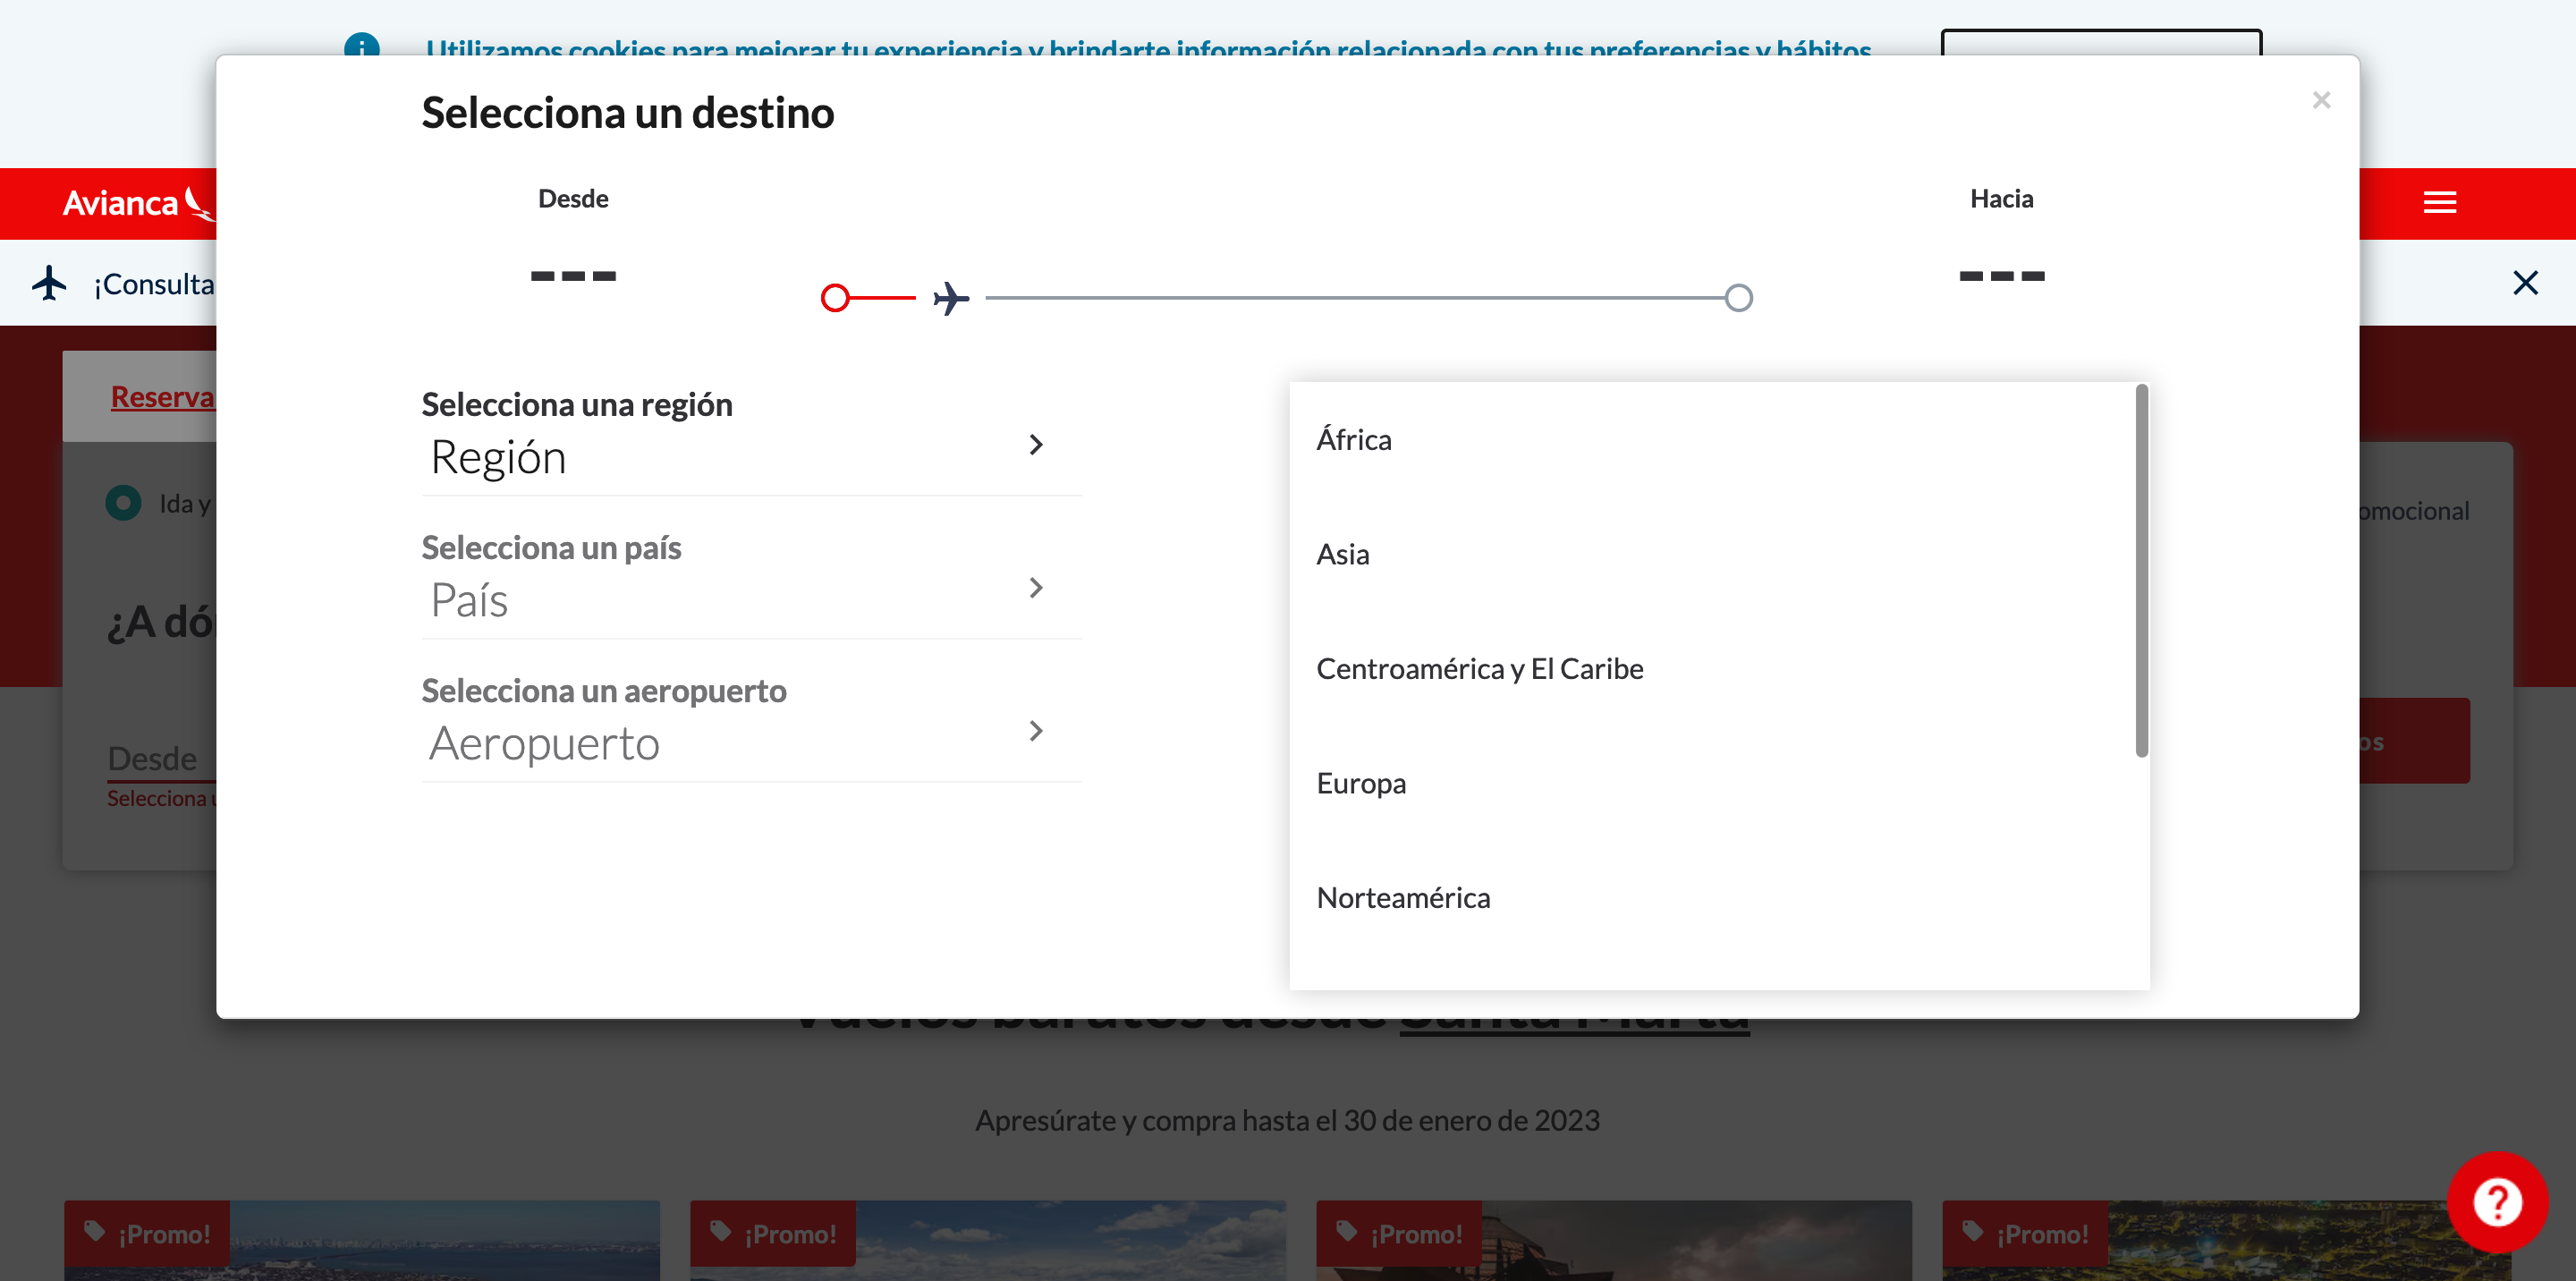 Utilizamos cookies para mejorar tu experiencia y brindarte información relacionada con tus preferencias y hábitos
Selecciona un destino
×
Avianca
Desde
Hacia
---
---
¡Consulta
Reserva
Selecciona una región
Región
África
Ida y
omocional
Asia
Selecciona un país
País
¿A dó
Centroamérica y El Caribe
Selecciona un aeropuerto
Aeropuerto
Desde
Selecciona
os
Europa
Norteamérica
Vuelos baratos desde Santa Marta
Apresúrate y compra hasta el 30 de enero de 2023
¡Promo!
¡Promo!
¡Promo!
¡Promo!
?